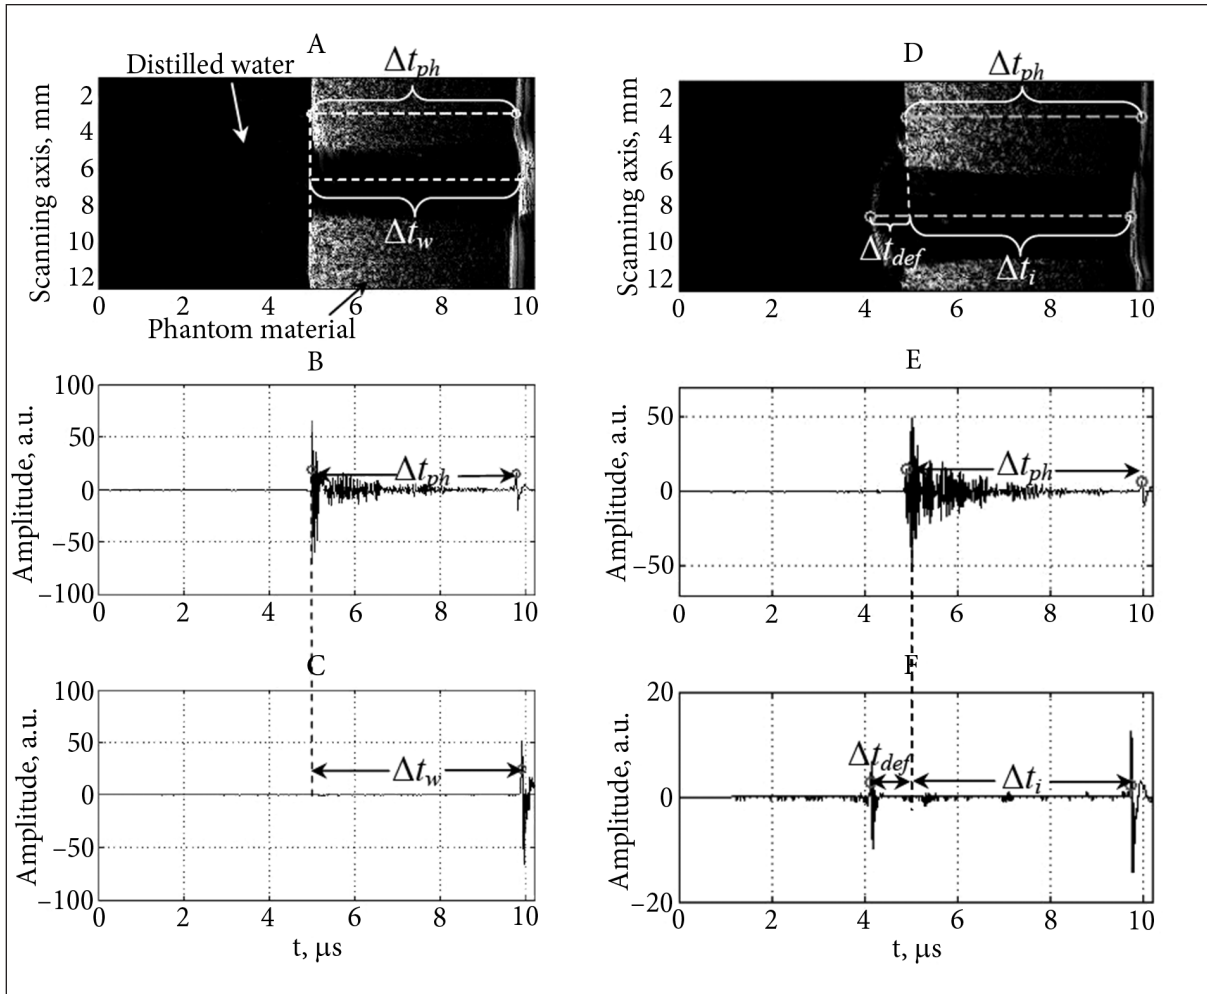 A
Distilled water
Δt_ph
Scanning axis, mm
2
4
6
8
10
12
Δt_w
0 2 4 6 8 10
Phantom material
D
Δt_ph
Scanning axis, mm
2
4
6
8
10
12
Δt_def
Δt_i
0 2 4 6 8 10
B
Amplitude, a.u.
100
50
0
−50
−100
Δt_ph
0 2 4 6 8 10
E
Amplitude, a.u.
50
0
−50
Δt_ph
0 2 4 6 8 10
C
Amplitude, a.u.
100
50
0
−50
−100
Δt_w
0 2 4 6 8 10
t, μs
F
Amplitude, a.u.
20
0
−20
Δt_def
Δt_i
0 2 4 6 8 10
t, μs